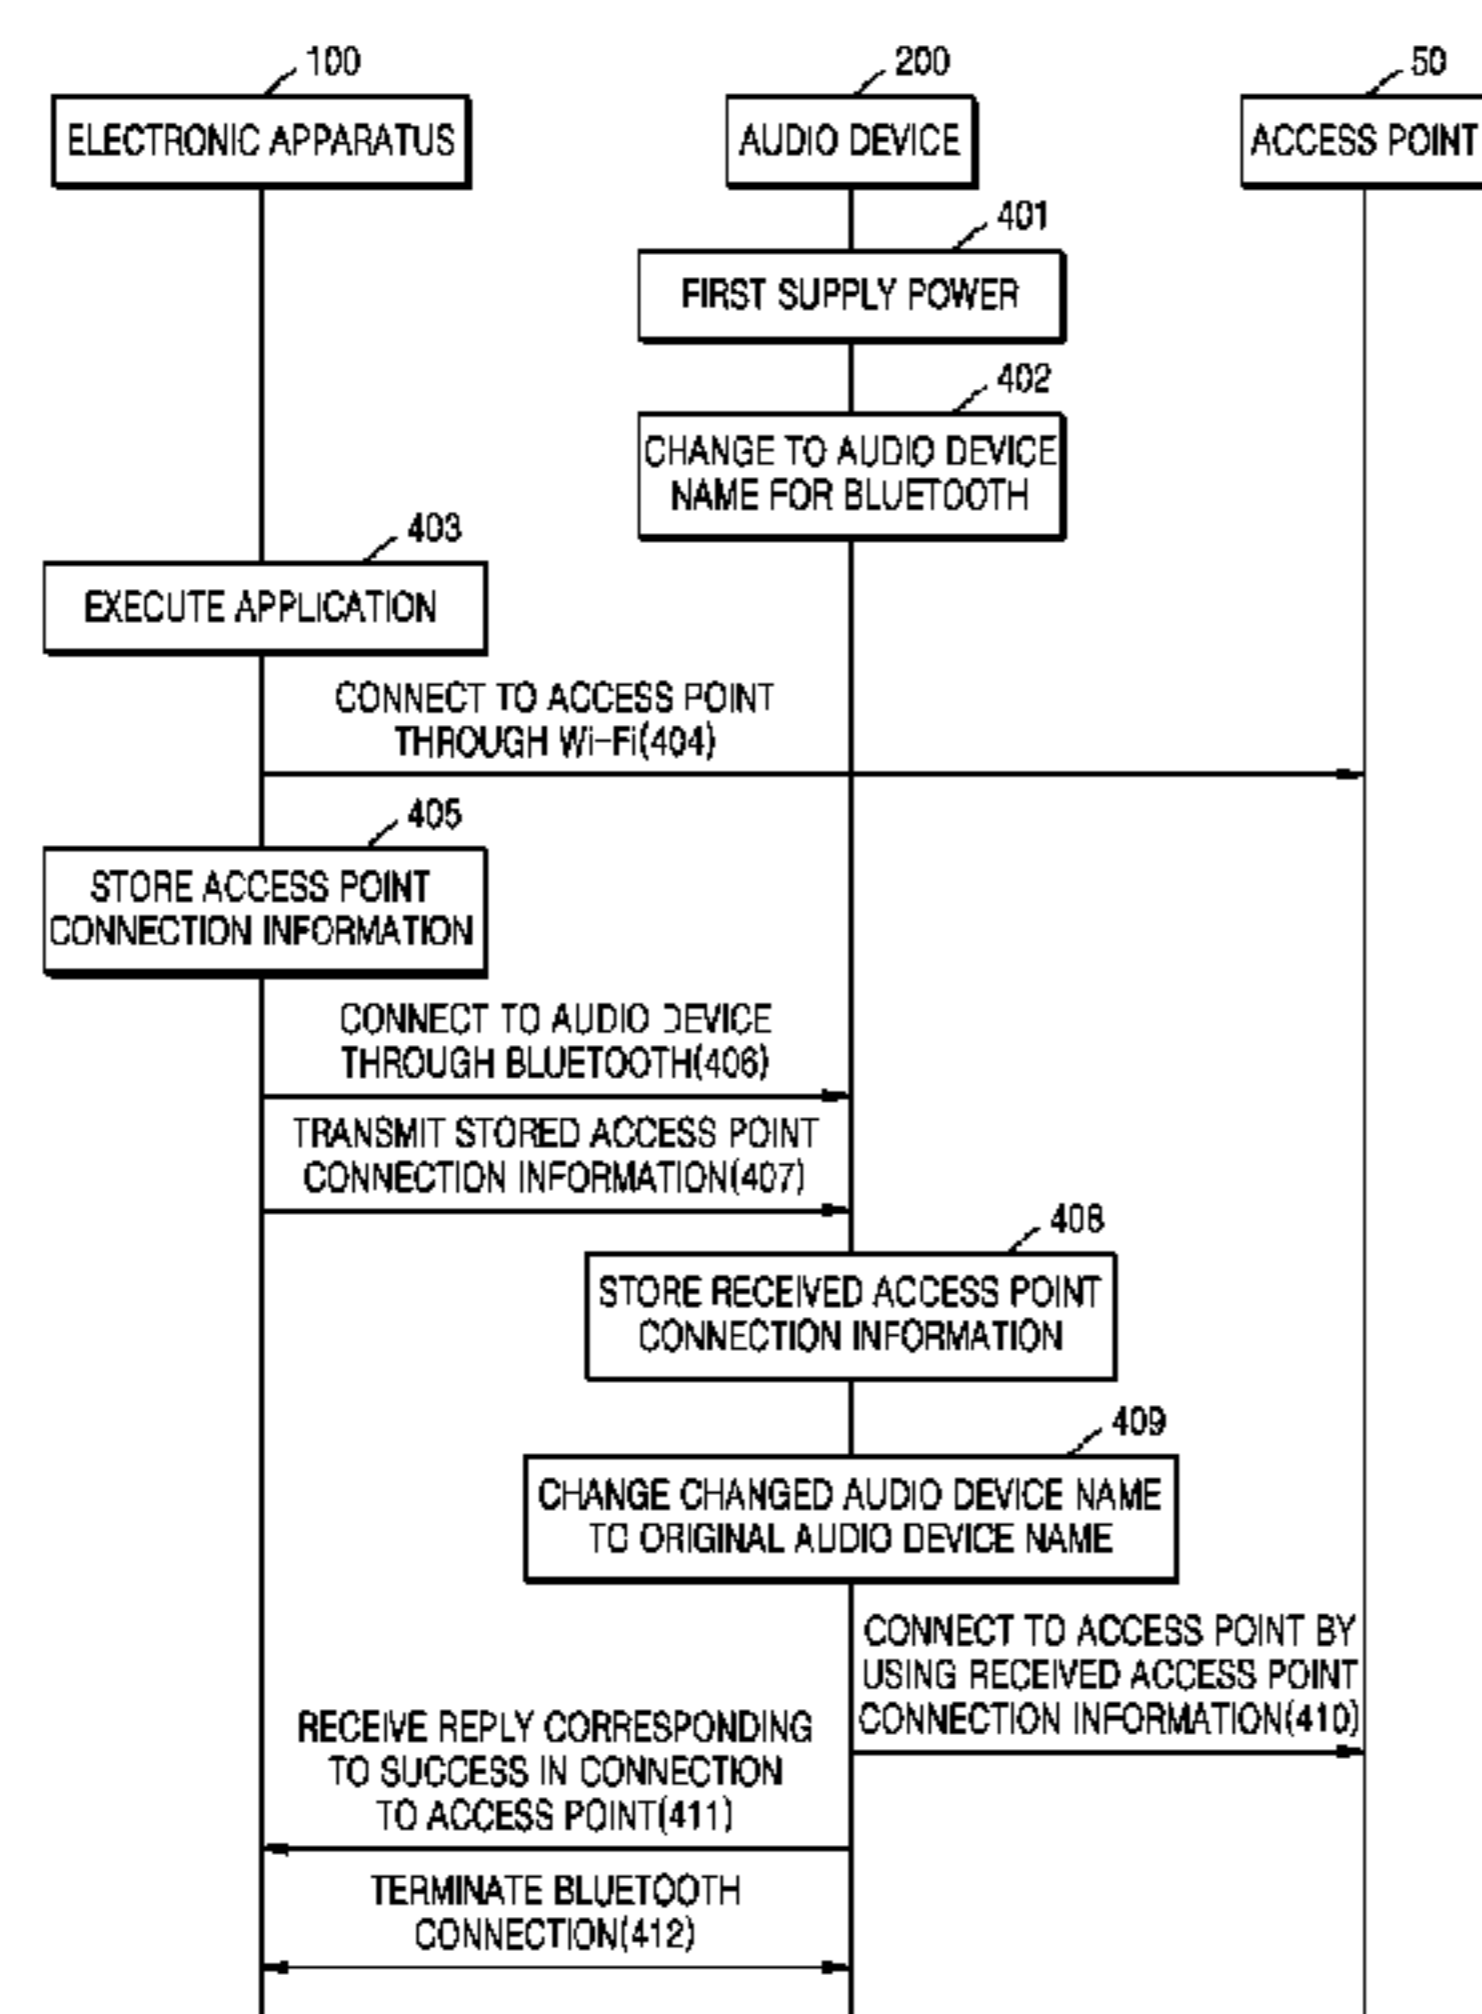 100
200
50
ELECTRONIC APPARATUS
AUDIO DEVICE
ACCESS POINT
401
FIRST SUPPLY POWER
402
CHANGE TO AUDIO DEVICE
NAME FOR BLUETOOTH
403
EXECUTE APPLICATION
CONNECT TO ACCESS POINT
THROUGH Wi-Fi(404)
405
STORE ACCESS POINT
CONNECTION INFORMATION
CONNECT TO AUDIO DEVICE
THROUGH BLUETOOTH(406)
TRANSMIT STORED ACCESS POINT
CONNECTION INFORMATION(407)
408
STORE RECEIVED ACCESS POINT
CONNECTION INFORMATION
409
CHANGE CHANGED AUDIO DEVICE NAME
TO ORIGINAL AUDIO DEVICE NAME
CONNECT TO ACCESS POINT BY
USING RECEIVED ACCESS POINT
CONNECTION INFORMATION(410)
RECEIVE REPLY CORRESPONDING
TO SUCCESS IN CONNECTION
TO ACCESS POINT(411)
TERMINATE BLUETOOTH
CONNECTION(412)